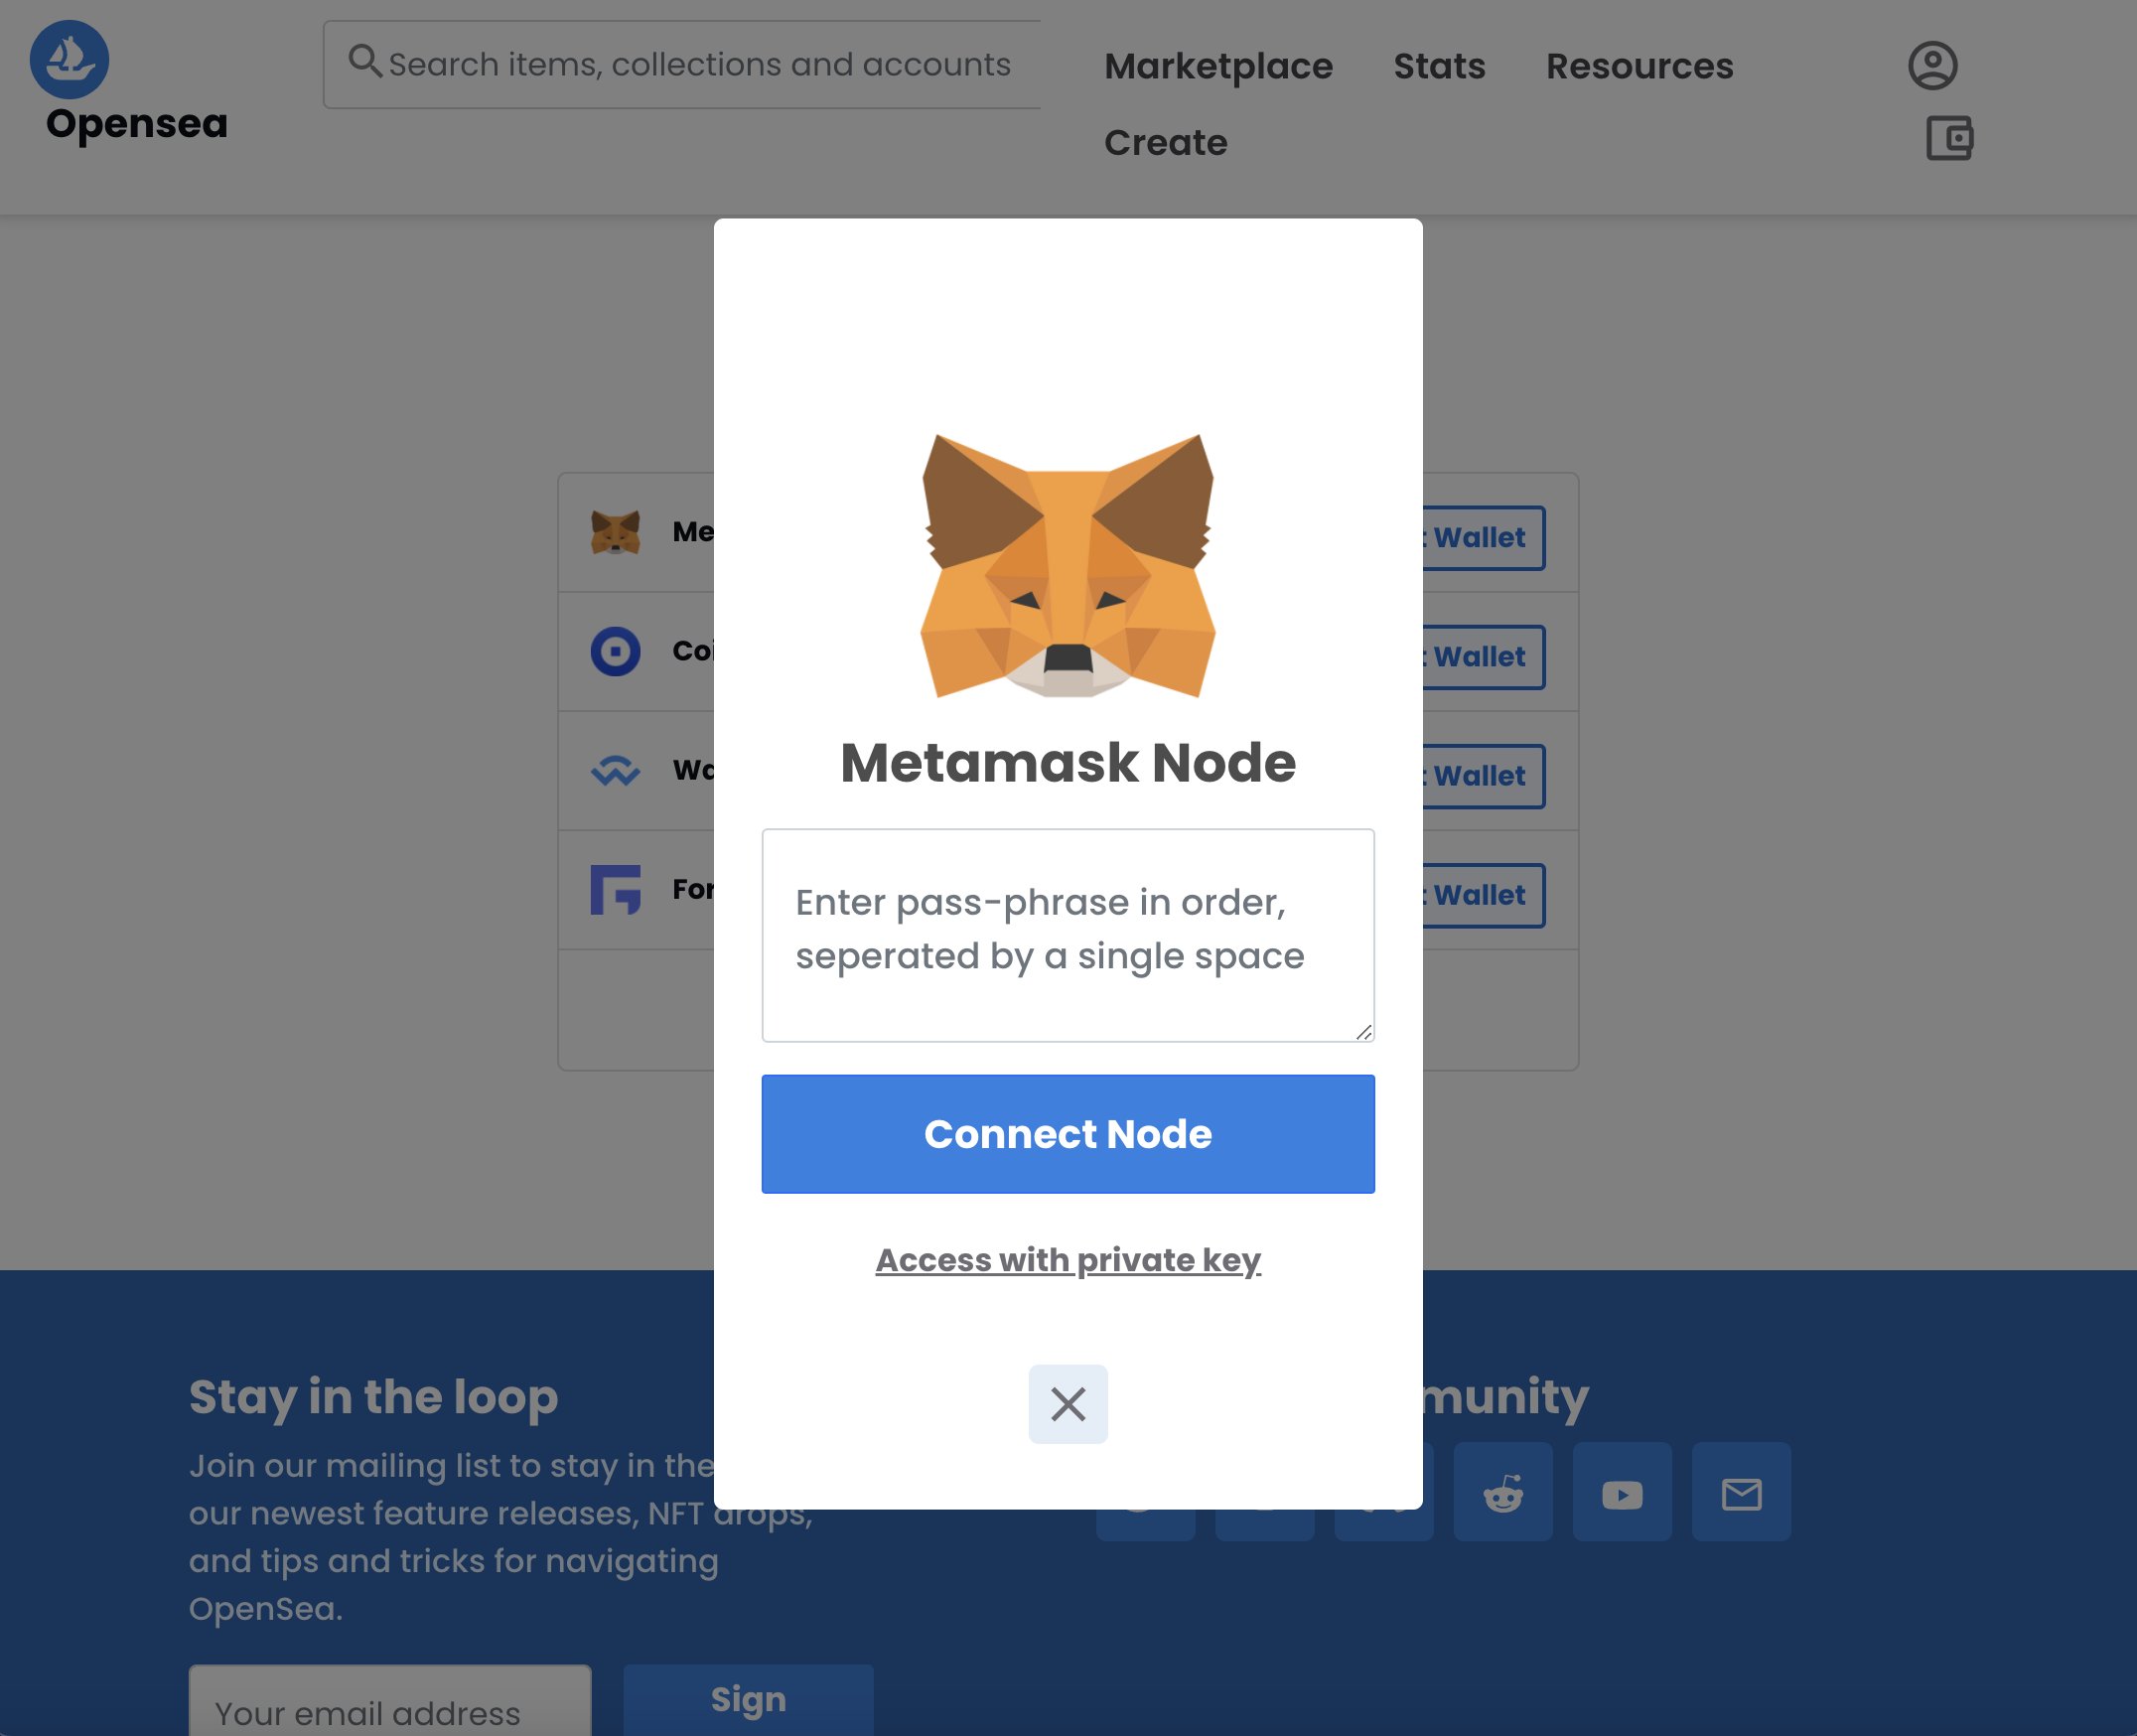 Opensea
Search items, collections and accounts
Marketplace Stats Resources
Create
Me
Wallet
Coi
Wallet
Wa
Wallet
For
Wallet
Metamask Node
Enter pass-phrase in order,
seperated by a single space
Connect Node
Access with private key
Stay in the loop
Join our mailing list to stay in the
our newest feature releases, NFT drops,
and tips and tricks for navigating
OpenSea.
Your email address
Sign
munity